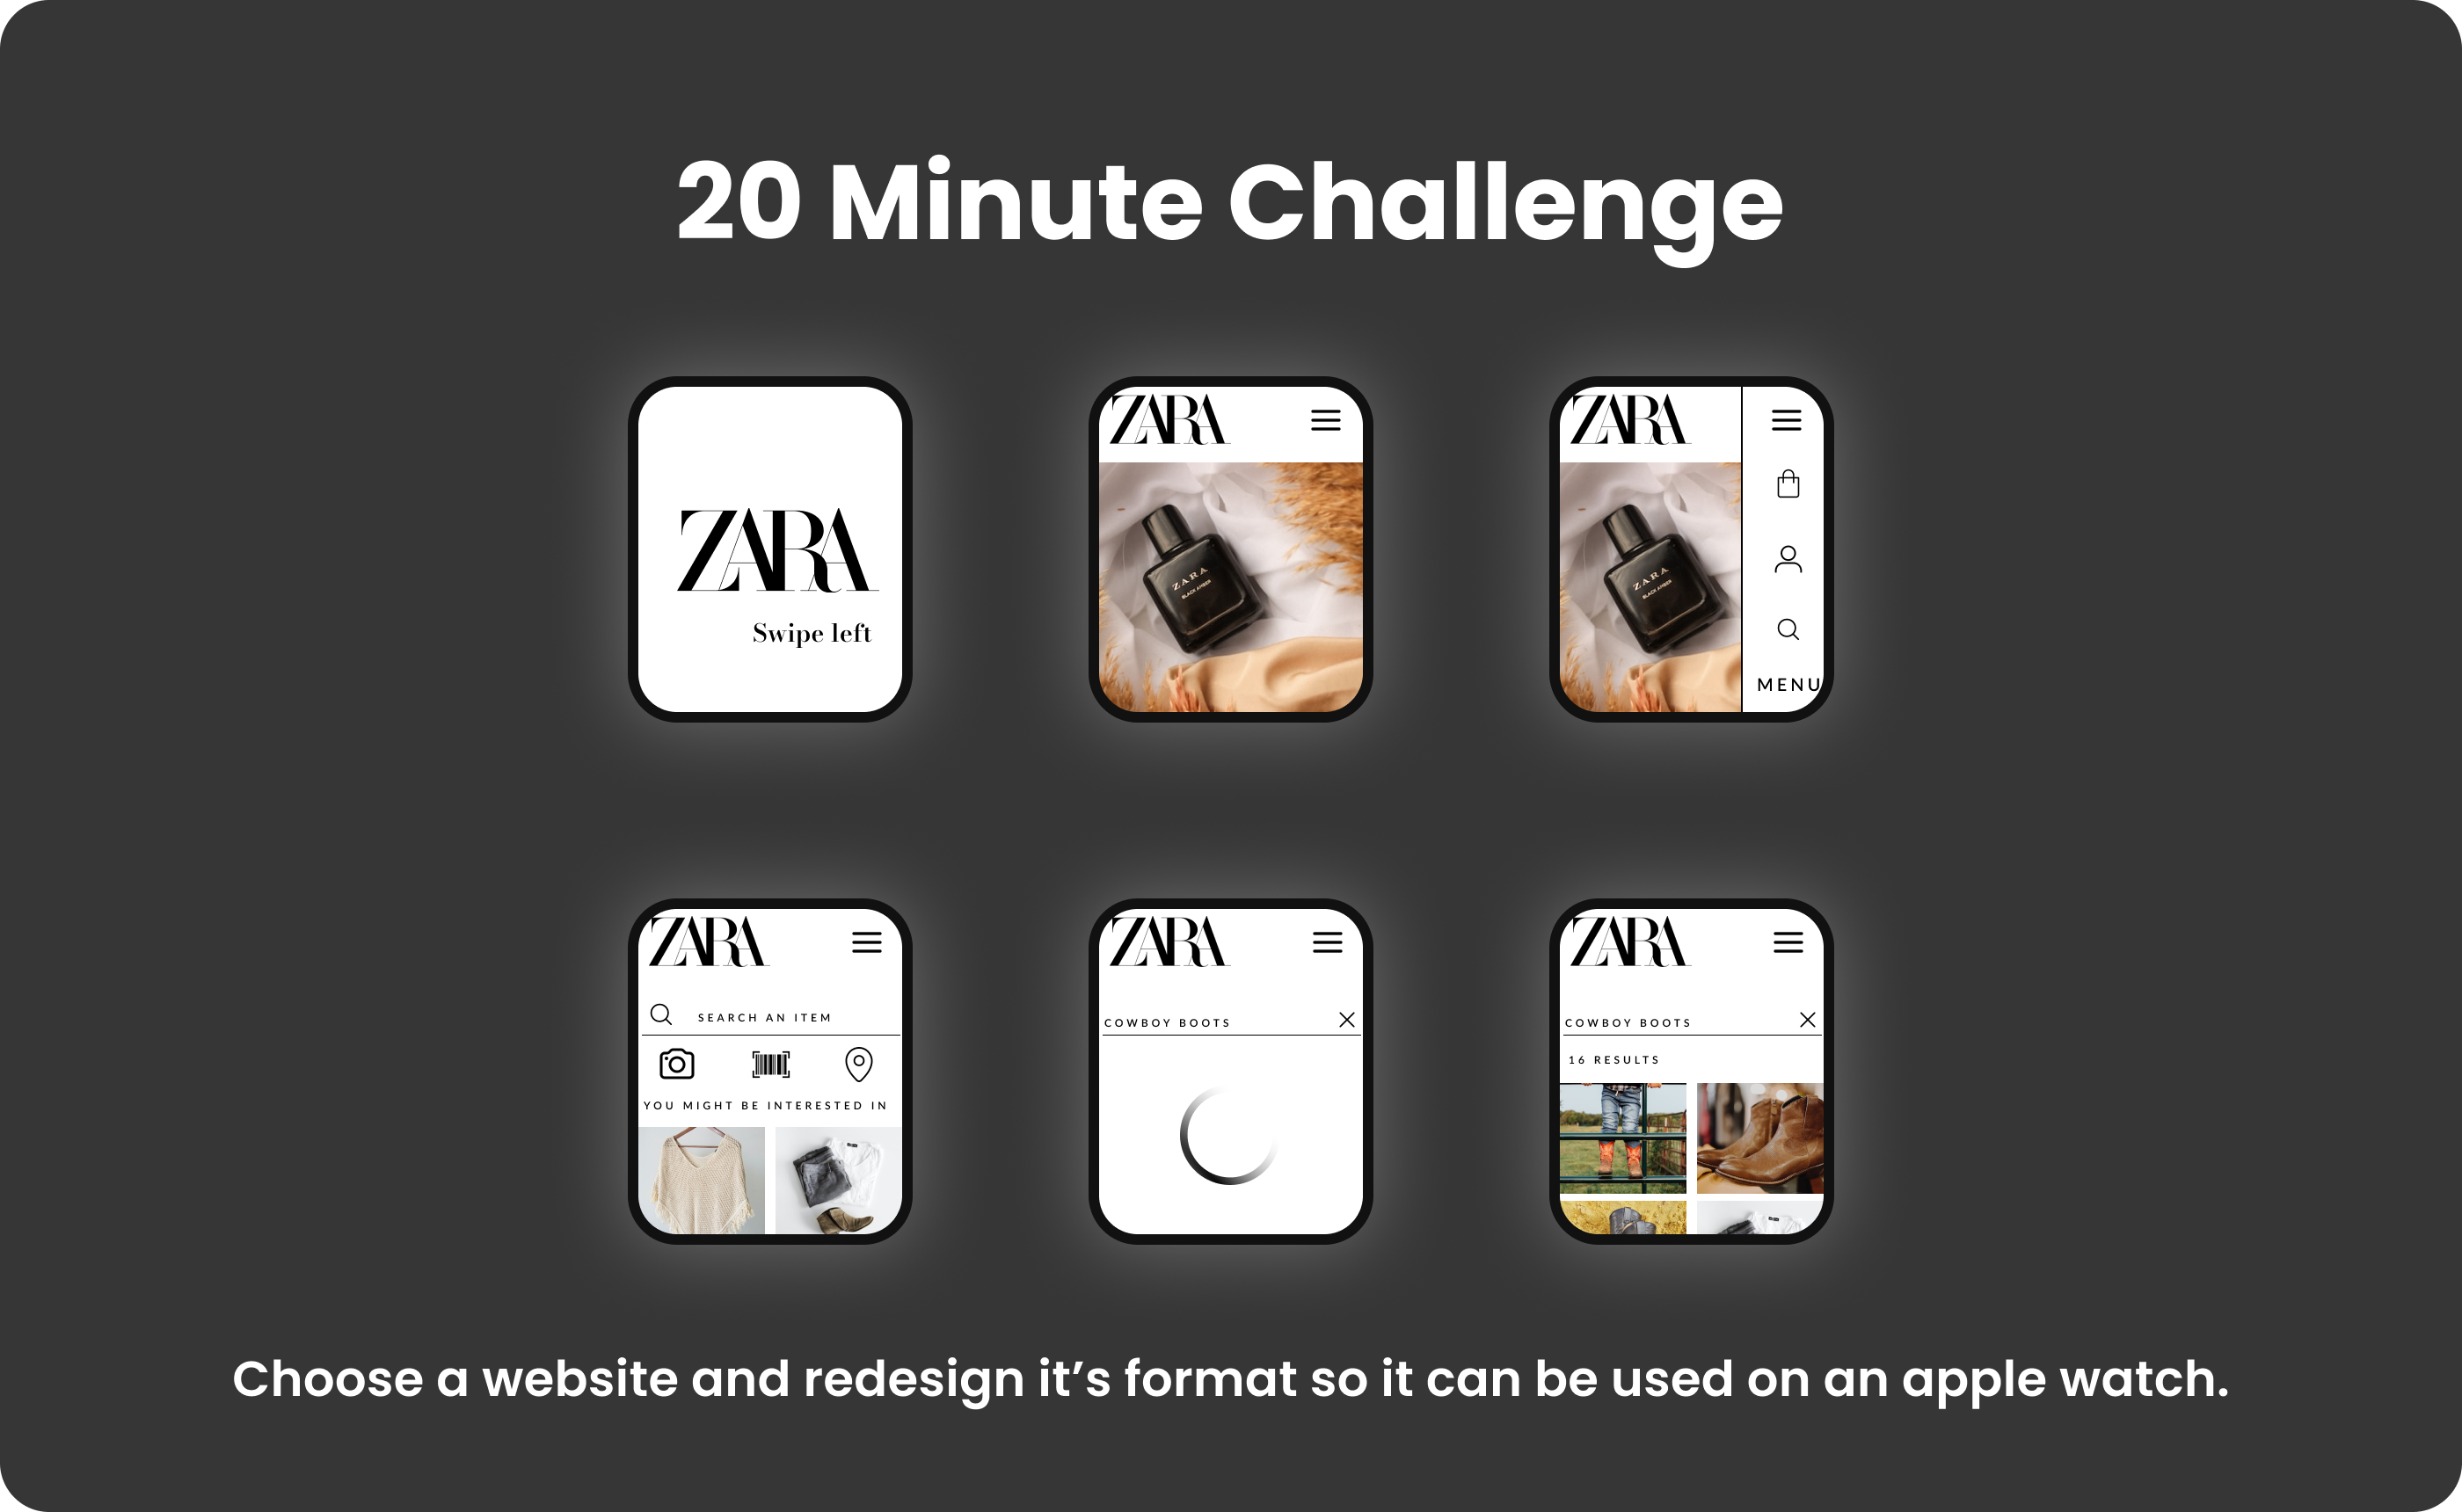 20 Minute Challenge
ZARA
Swipe left
ZARA
ZARA
BLACK AMBER
ZARA
ZARA
BLACK AMBER
MENU
ZARA
SEARCH AN ITEM
YOU MIGHT BE INTERESTED IN
ZARA
COWBOY BOOTS
ZARA
COWBOY BOOTS
16 RESULTS
Choose a website and redesign it’s format so it can be used on an apple watch.